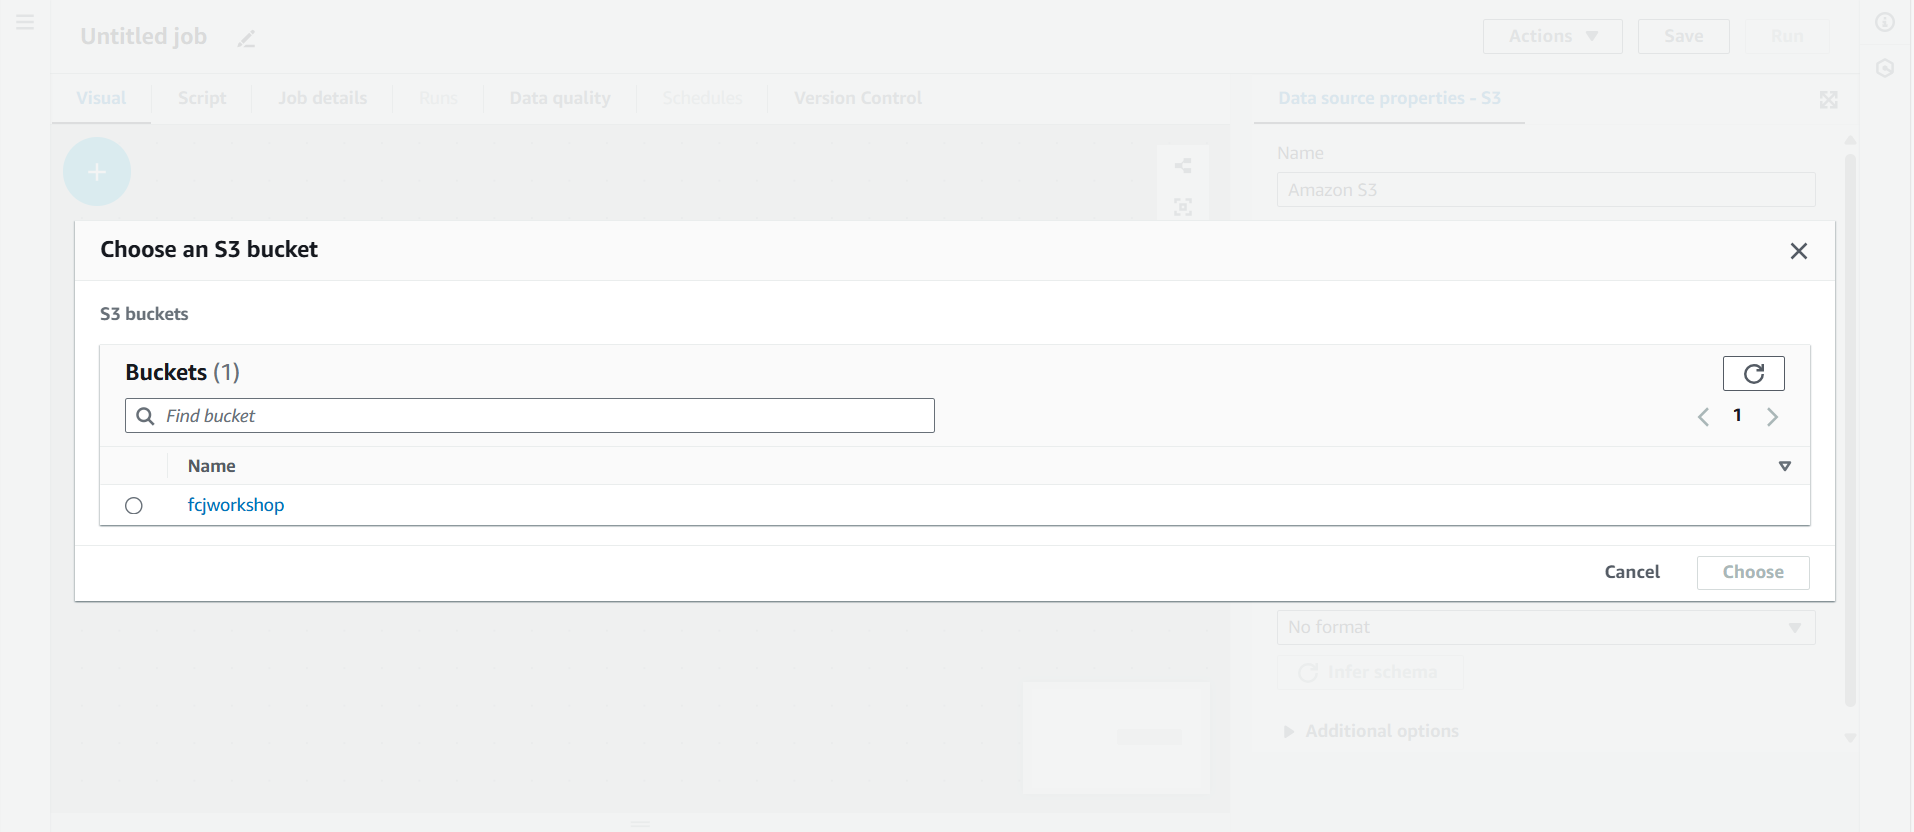 Untitled job
Actions
Save
Run
Visual
Script
Job details
Runs
Data quality
Schedules
Version Control
Data source properties - S3
Name
Amazon S3
Choose an S3 bucket
S3 buckets
Buckets (1)
Find bucket
1
Name
fcjworkshop
Cancel
Choose
No format
Infer schema
Additional options